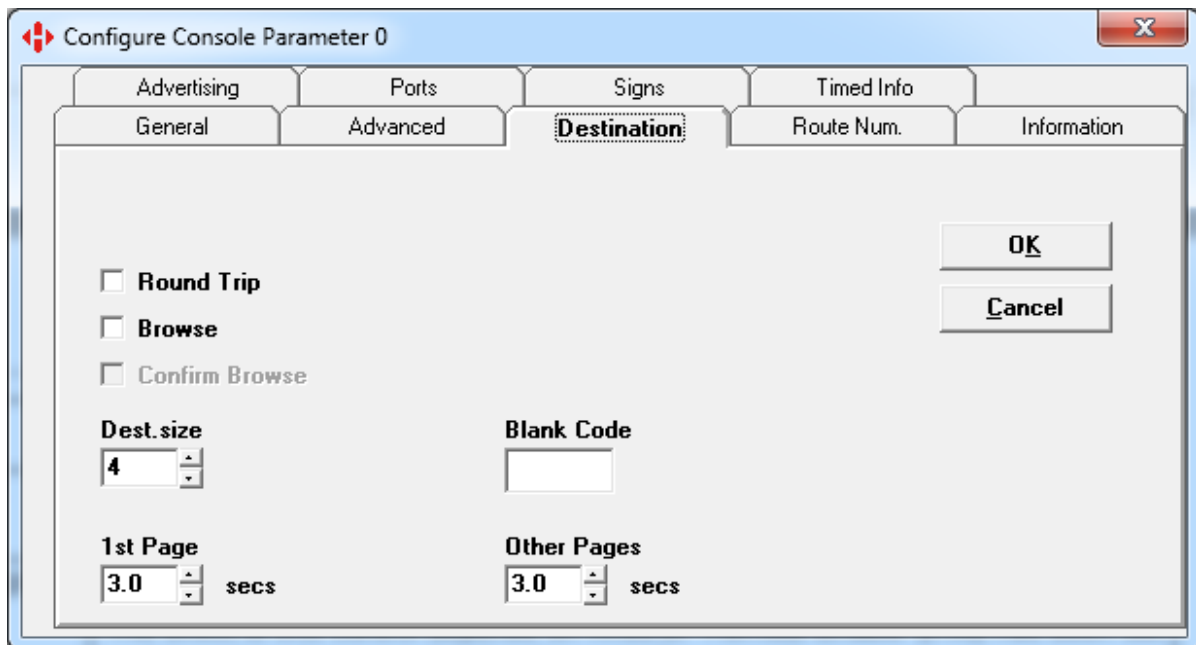 Configure Console Parameter 0
Advertising Ports Signs Timed Info
General Advanced Destination Route Num. Information
Round Trip
Browse
Confirm Browse
OK
Cancel
Dest.size Blank Code
4
1st Page Other Pages
3.0 secs 3.0 secs